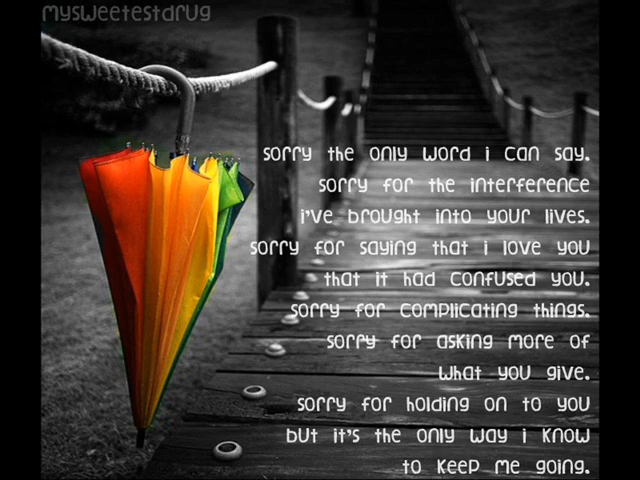 mysweetestdrug
sorry the only word i can say.
sorry for the interference
i've brought into your lives.
sorry for saying that i love you
that it had confused you.
sorry for complicating things.
sorry for asking more of
what you give.
sorry for holding on to you
but it's the only way i know
to keep me going.